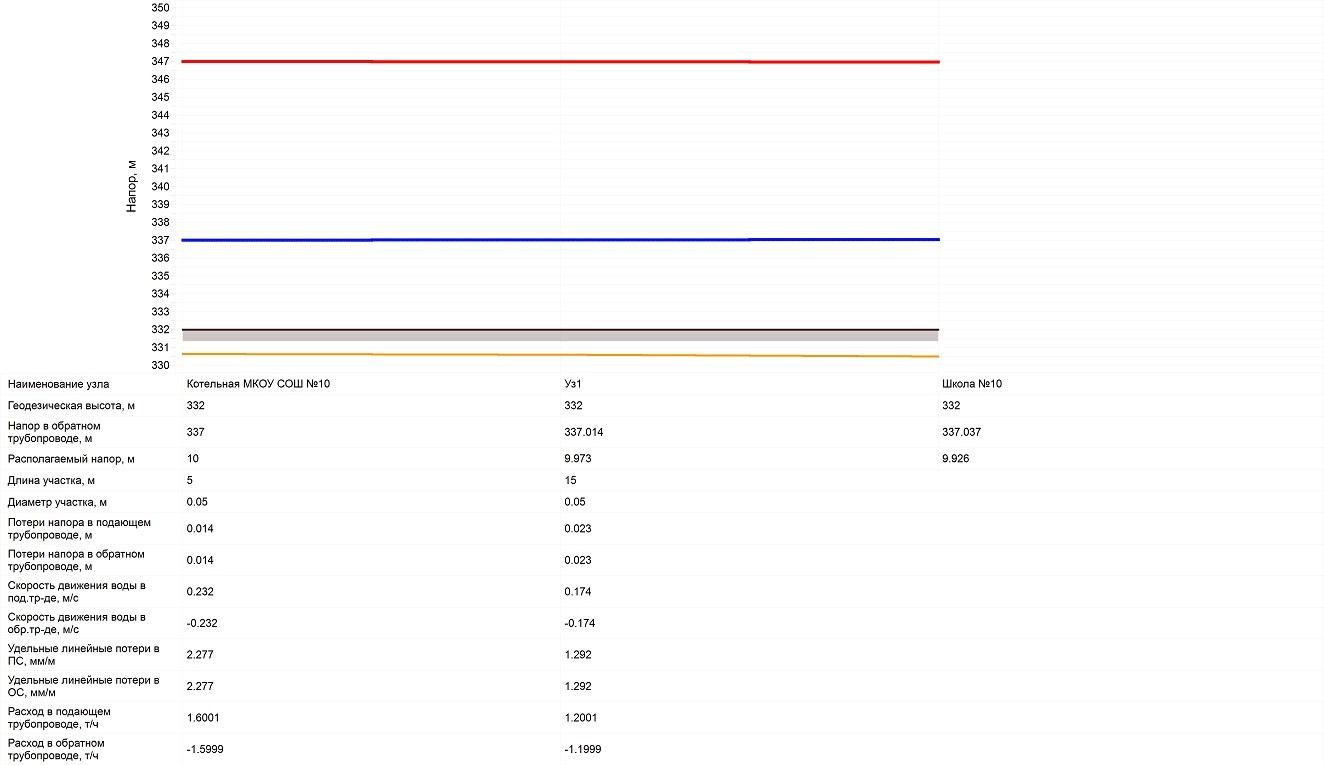 350
349
348
347
346
345
344
343
342
341
340
339
338
337
336
335
334
333
332
331
330
Напор, м
Наименование узла Котельная МКОУ СОШ №10 Уз1 Школа №10
Геодезическая высота, м 332 332 332
Напор в обратном
трубопроводе, м 337 337.014 337.037
Располагаемый напор, м 10 9.973 9.926
Длина участка, м 5 15
Диаметр участка, м 0.05 0.05
Потери напора в подающем
трубопроводе, м 0.014 0.023
Потери напора в обратном
трубопроводе, м 0.014 0.023
Скорость движения воды в
под.тр-де, м/с 0.232 0.174
Скорость движения воды в
обр.тр-де, м/с -0.232 -0.174
Удельные линейные потери в
ПС, мм/м 2.277 1.292
Удельные линейные потери в
ОС, мм/м 2.277 1.292
Расход в подающем
трубопроводе, т/ч 1.6001 1.2001
Расход в обратном
трубопроводе, т/ч -1.5999 -1.1999